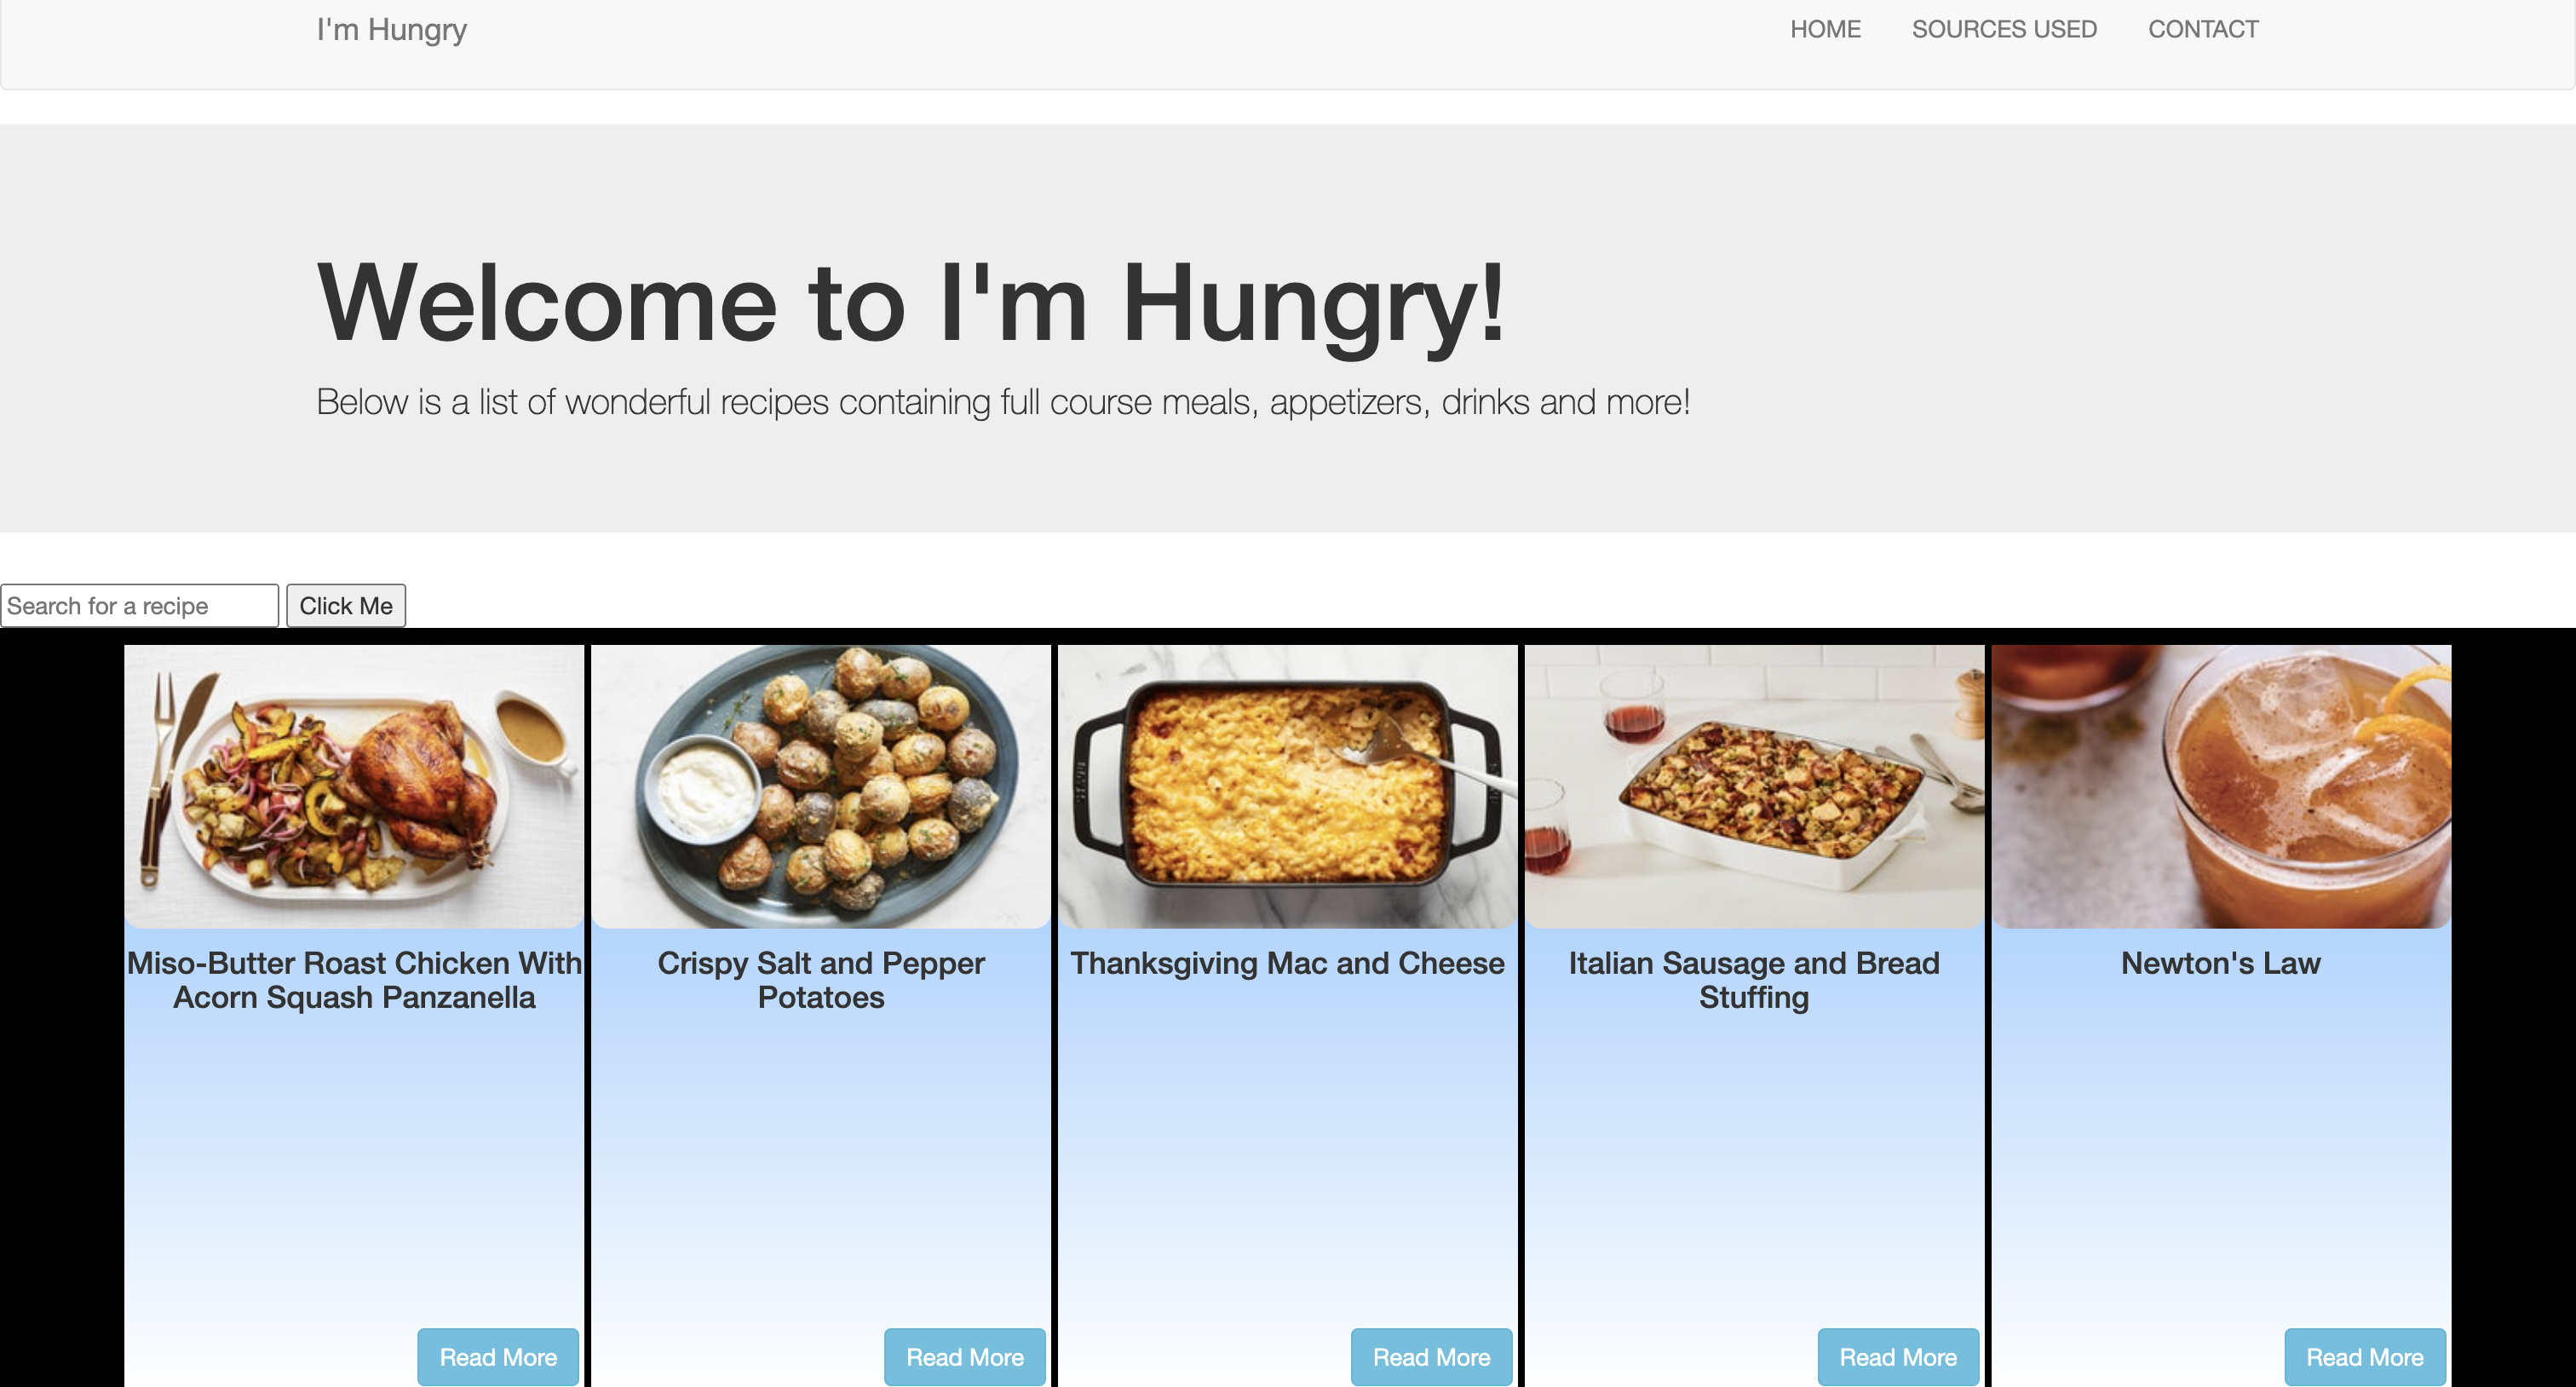 I'm Hungry
HOME SOURCES USED CONTACT
Welcome to I'm Hungry!
Below is a list of wonderful recipes containing full course meals, appetizers, drinks and more!
Search for a recipe
Click Me
Miso-Butter Roast Chicken With
Acorn Squash Panzanella
Crispy Salt and Pepper
Potatoes
Thanksgiving Mac and Cheese
Italian Sausage and Bread
Stuffing
Newton's Law
Read More
Read More
Read More
Read More
Read More